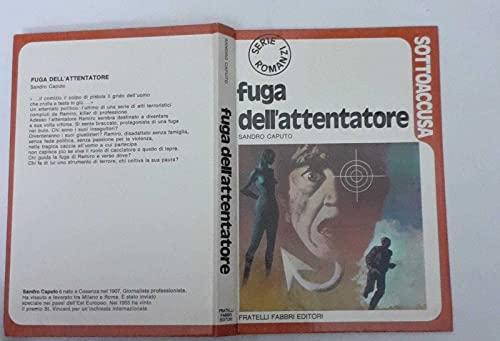 FUGA DELL'ATTENTATORE
Sandro Caputo
« ...il comizio, il colpo di pistola il grido dell'uomo
che crolla a testa in giù. ...»
Un attentato politico: l'ultimo di una serie di atti terroristici
compiuti da Ramiro, killer di professione.
Adesso l'attentatore Ramiro sembra destinato a diventare
a sua volta vittima. Si sente braccato, protagonista di una fuga
nel buio. Chi sono i suoi inseguitori?
Diventeranno i suoi giustizieri? Ramiro, disadattato senza famiglia,
senza fede politica, senza passione per la violenza,
nella tragica caccia all'uomo a cui partecipa
non capisce più se vive il ruolo di cacciatore o quello di lepre.
Chi guida la fuga di Ramiro e verso dove?
Chi fa di lui uno strumento di terrore, chi coltiva la sua paura?
Sandro Caputo è nato a Cosenza nel 1907. Giornalista professionista.
Ha vissuto e lavorato tra Milano e Roma. È stato inviato
speciale nei paesi dell'Est Europeo. Nel 1955 ha vinto
il premio St. Vincent per un'inchiesta internazionale.
SANDRO CAPUTO
fuga dell'attentatore
FRATELLI
FABBRI
EDITORI
SERIE
ROMANZI
fuga
dell'attentatore
SANDRO CAPUTO
SOTTOACCUSA
FRATELLI FABBRI EDITORI